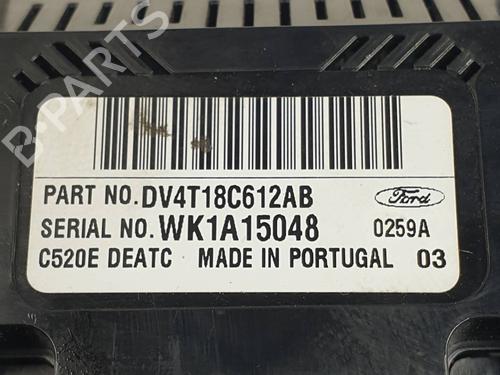 B-PARTS
PART NO.DV4T18C612AB
Ford
SERIAL NO.WK1A15048
0259A
C520E DEATC MADE IN PORTUGAL 03